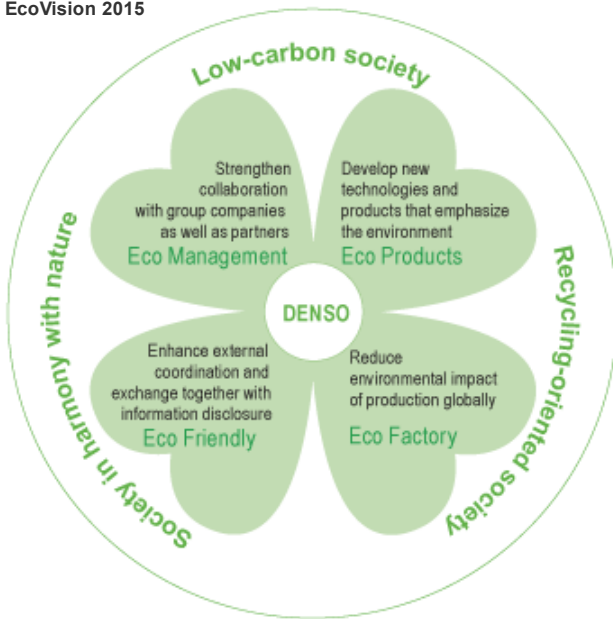 EcoVision 2015
Low-carbon society
Strengthen
collaboration
with group companies
as well as partners
Eco Management
Develop new
technologies and
products that emphasize
the environment
Eco Products
Society in harmony with nature
DENSO
Recycling-oriented society
Enhance external
coordination and
exchange together with
information disclosure
Eco Friendly
Reduce
environmental impact
of production globally
Eco Factory